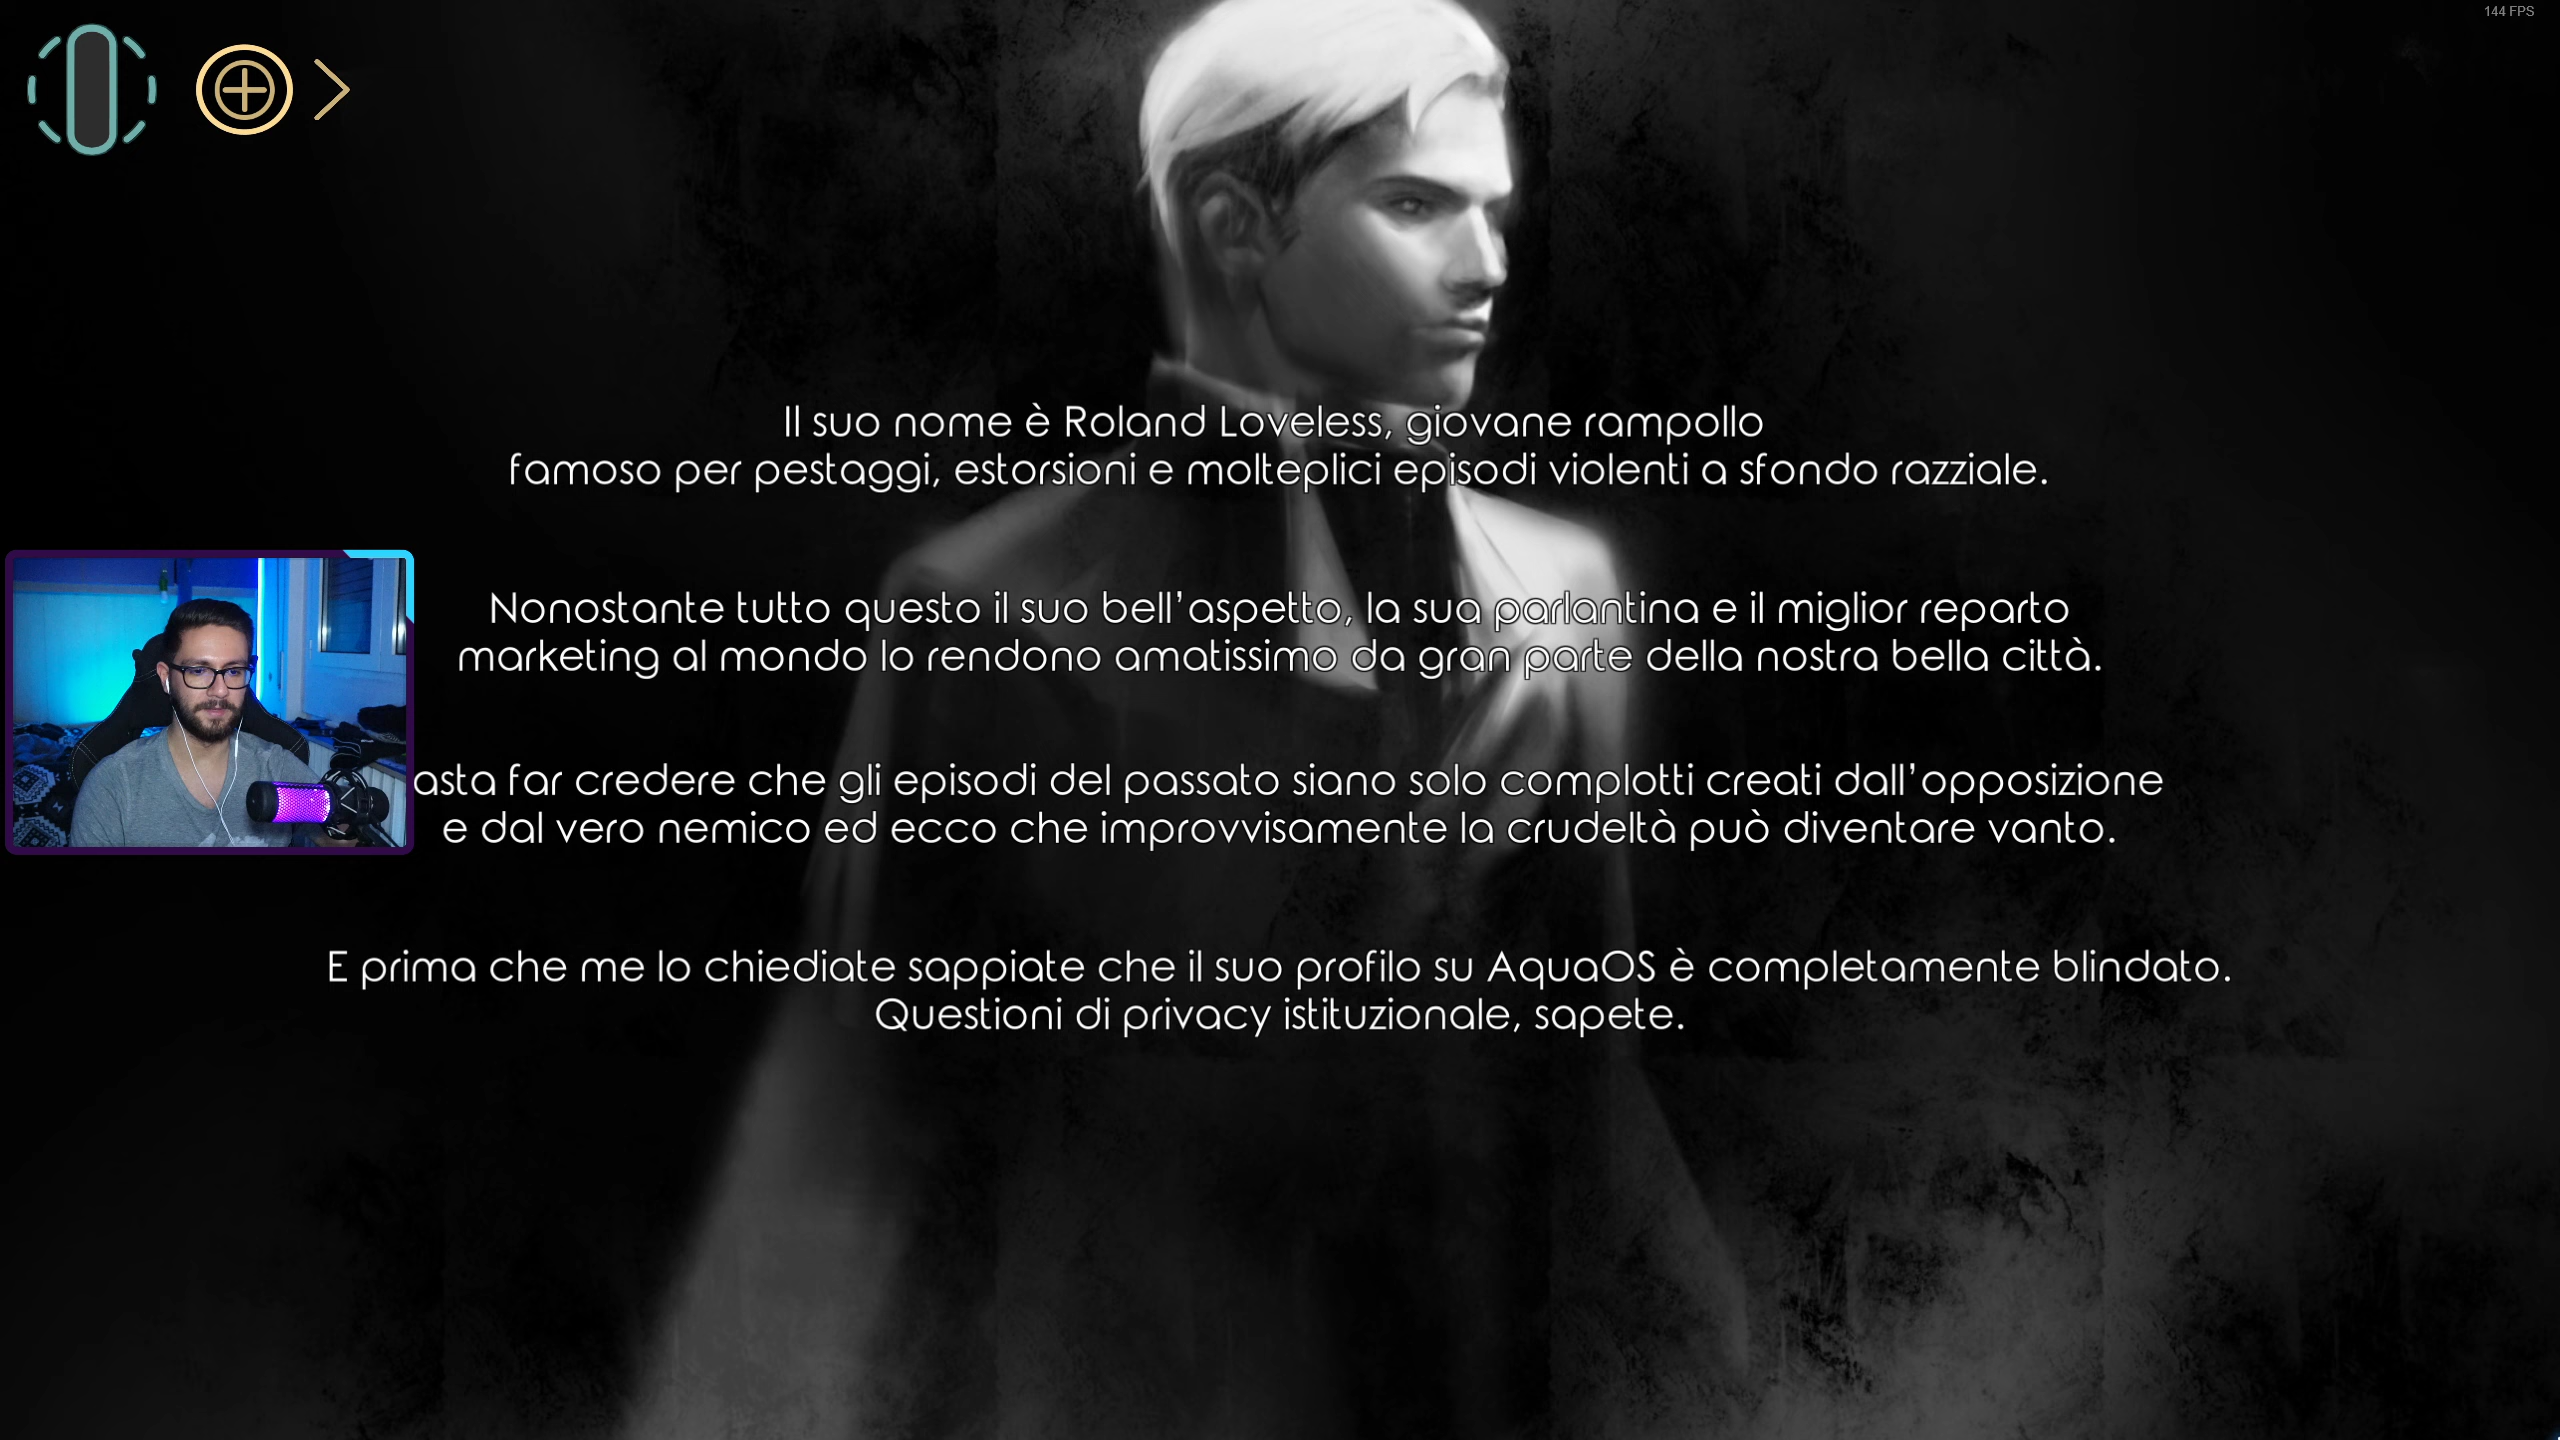 144 FPS
Il suo nome è Roland Loveless, giovane rampollo
famoso per pestaggi, estorsioni e molteplici episodi violenti a sfondo razziale.
Nonostante tutto questo il suo bell'aspetto, la sua parlantina e il miglior reparto
marketing al mondo lo rendono amatissimo da gran parte della nostra bella città.
far credere che gli episodi del passato siano solo complotti creati dall'opposizione
e dal vero nemico ed ecco che improvvisamente la crudeltà può diventare vanto.
E prima che me lo chiediate sappiate che il suo profilo su AquaOS è completamente blindato.
Questioni di privacy istituzionale, sapete.